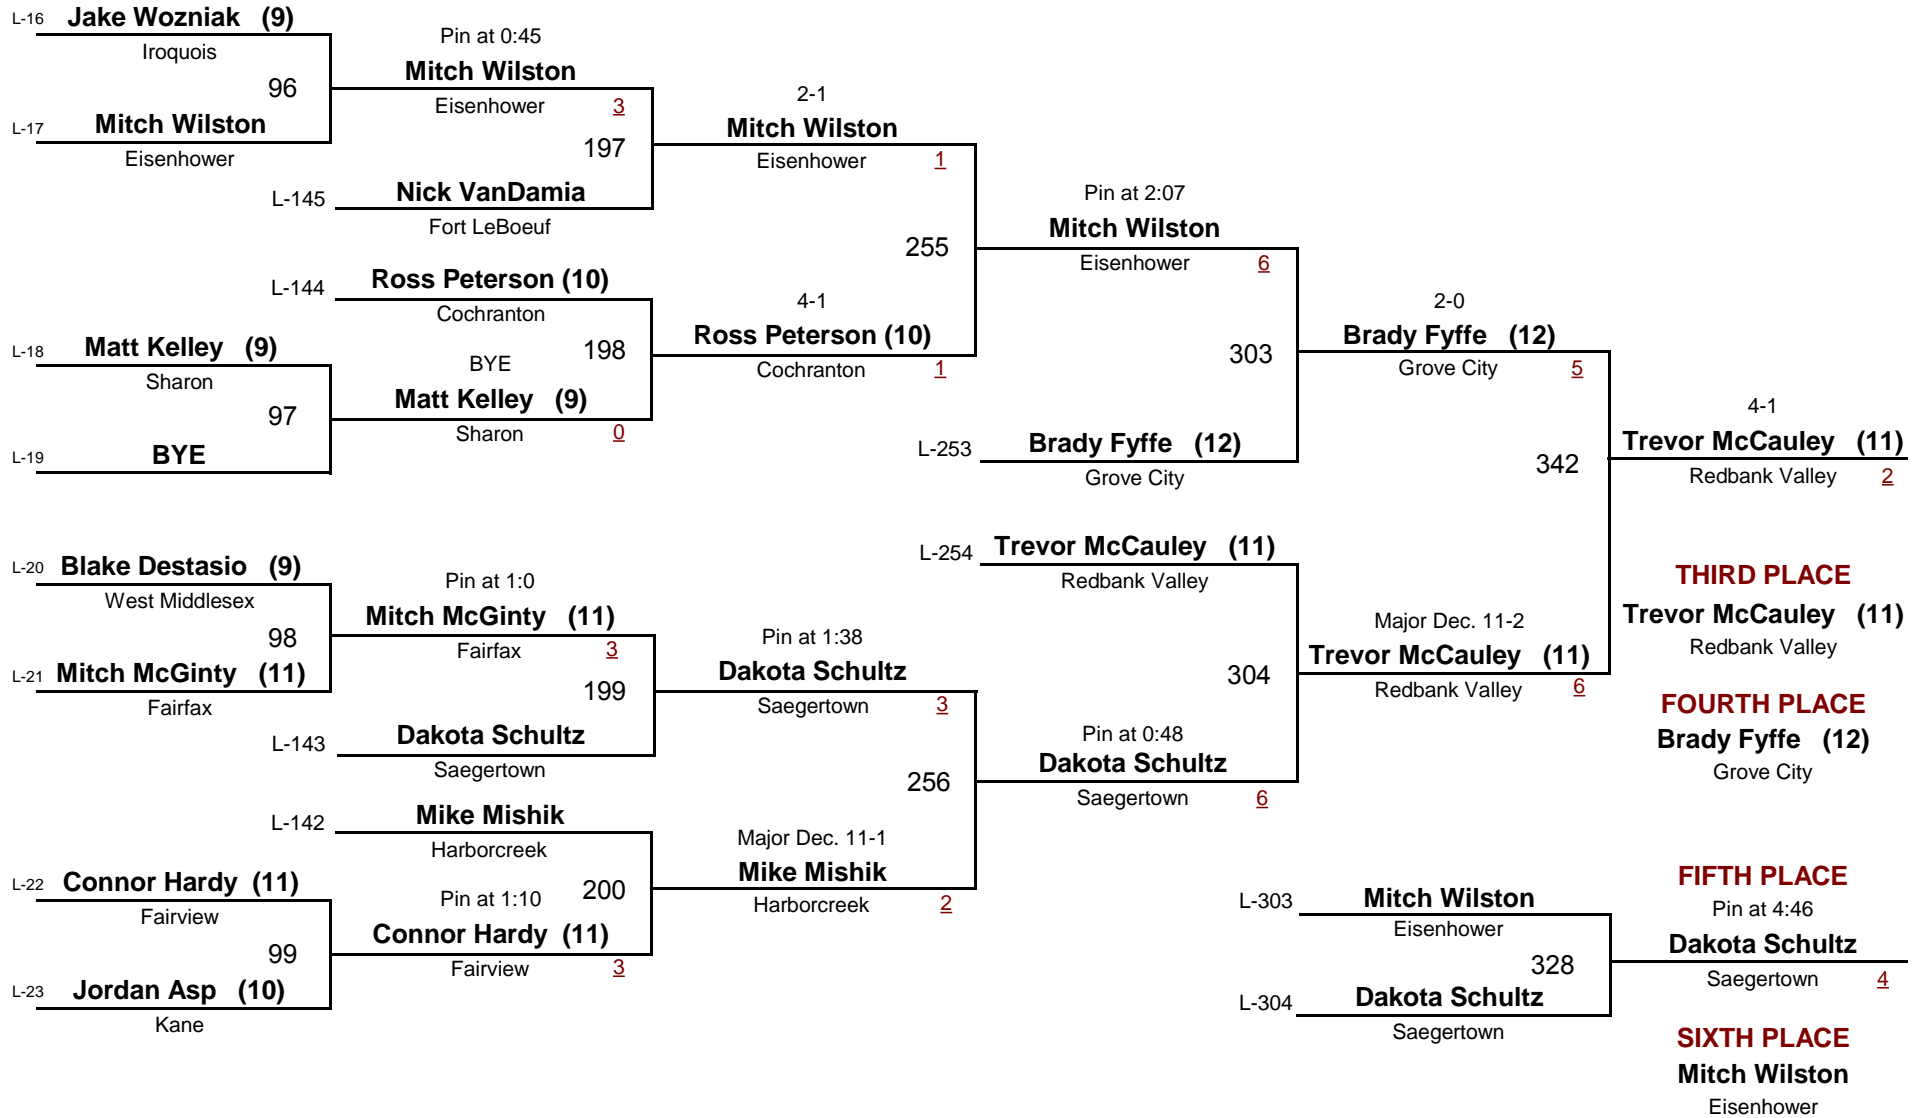 L-16 Jake Wozniak (9)
Iroquois
96
L-17 Mitch Wilston
Eisenhower
Pin at 0:45
Mitch Wilston
Eisenhower 3
197
L-145 Nick VanDamia
Fort LeBoeuf
2-1
Mitch Wilston
Eisenhower 1
L-144 Ross Peterson (10)
Cochranton
198
L-18 Matt Kelley (9)
Sharon
97
L-19 BYE
BYE
Matt Kelley (9)
Sharon 0
4-1
Ross Peterson (10)
Cochranton 1
255
Pin at 2:07
Mitch Wilston
Eisenhower 6
303
L-253 Brady Fyffe (12)
Grove City
2-0
Brady Fyffe (12)
Grove City 5
342
4-1
Trevor McCauley (11)
Redbank Valley 2
L-20 Blake Destasio (9)
West Middlesex
98
L-21 Mitch McGinty (11)
Fairfax
Pin at 1:0
Mitch McGinty (11)
Fairfax 3
199
L-143 Dakota Schultz
Saegertown
Pin at 1:38
Dakota Schultz
Saegertown 3
256
L-142 Mike Mishik
Harborcreek
200
L-22 Connor Hardy (11)
Fairview
99
L-23 Jordan Asp (10)
Kane
Pin at 1:10
Connor Hardy (11)
Fairview 3
Major Dec. 11-1
Mike Mishik
Harborcreek 2
L-254 Trevor McCauley (11)
Redbank Valley
304
Pin at 0:48
Dakota Schultz
Saegertown 6
Major Dec. 11-2
Trevor McCauley (11)
Redbank Valley 6
THIRD PLACE
Trevor McCauley (11)
Redbank Valley
FOURTH PLACE
Brady Fyffe (12)
Grove City
L-303 Mitch Wilston
Eisenhower
328
L-304 Dakota Schultz
Saegertown
FIFTH PLACE
Pin at 4:46
Dakota Schultz
Saegertown 4
SIXTH PLACE
Mitch Wilston
Eisenhower